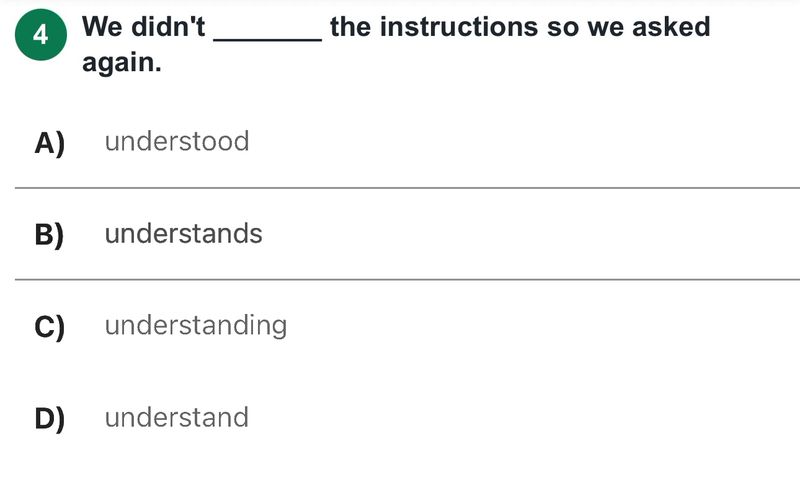 4 We didn't _______ the instructions so we asked
again.
A) understood
B) understands
C) understanding
D) understand